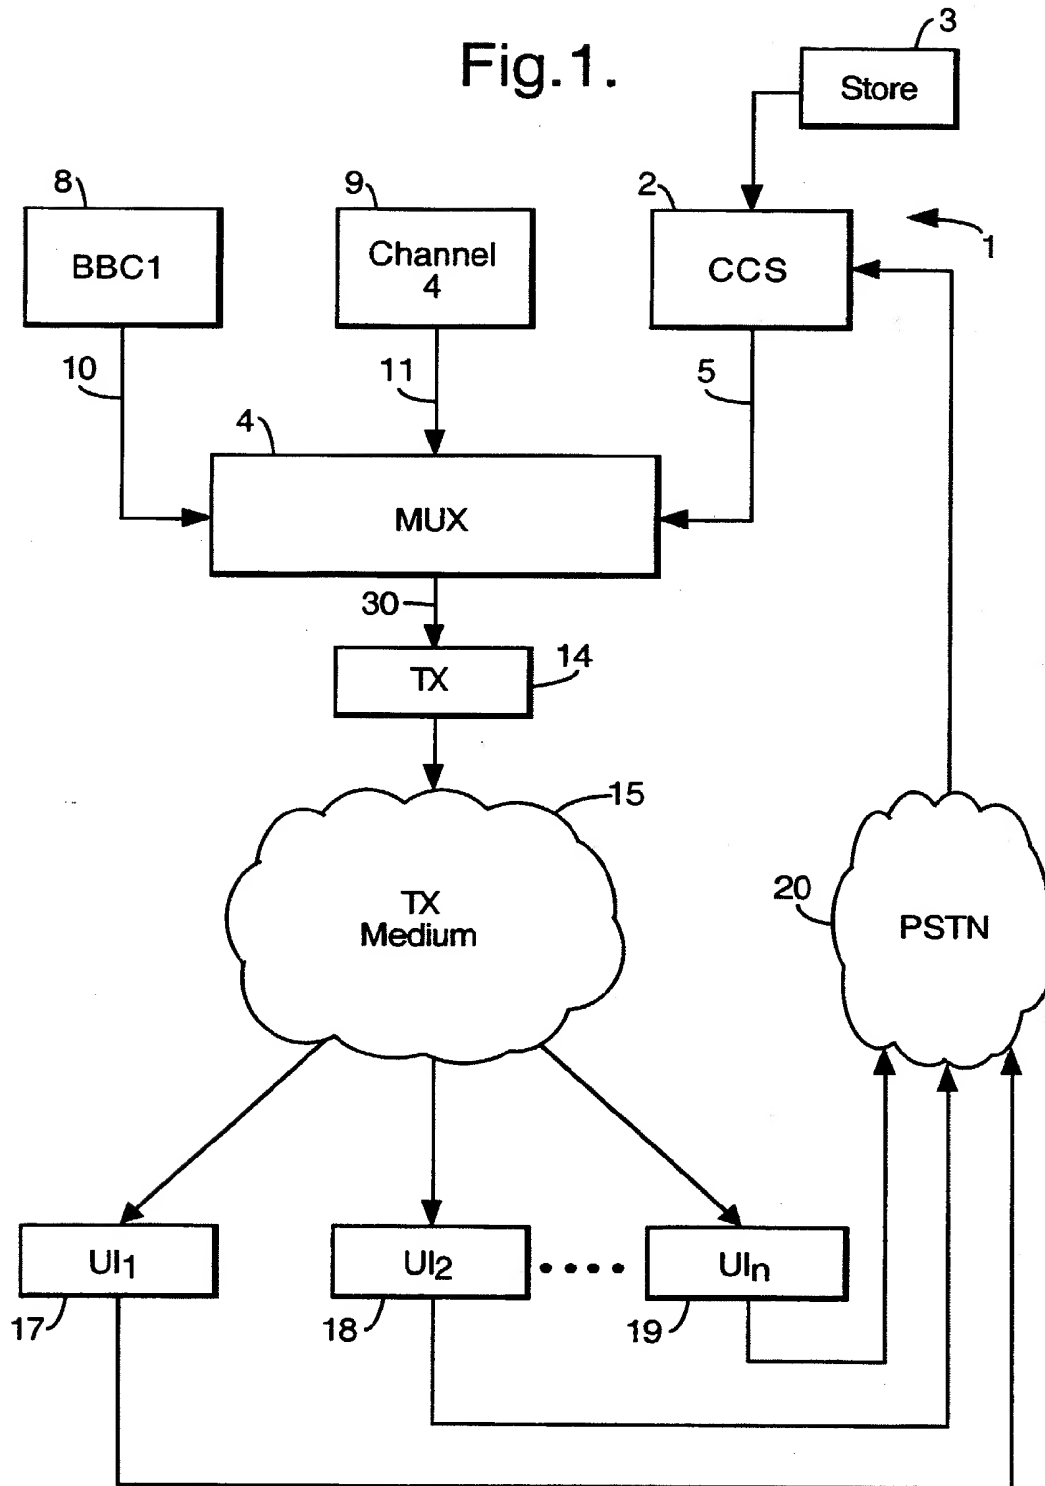 Fig.1.
3
Store
8
9
2
1
BBC1
Channel
4
CCS
10
11
5
4
MUX
30
14
TX
15
TX
Medium
20
PSTN
UI1
UI2
UIn
17
18
19